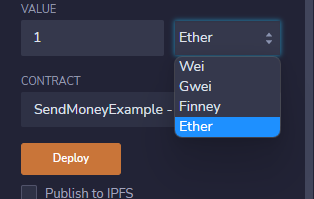 VALUE
1
Ether
Wei
Gwei
Finney
Ether
CONTRACT
SendMoneyExample -
Deploy
Publish to IPFS